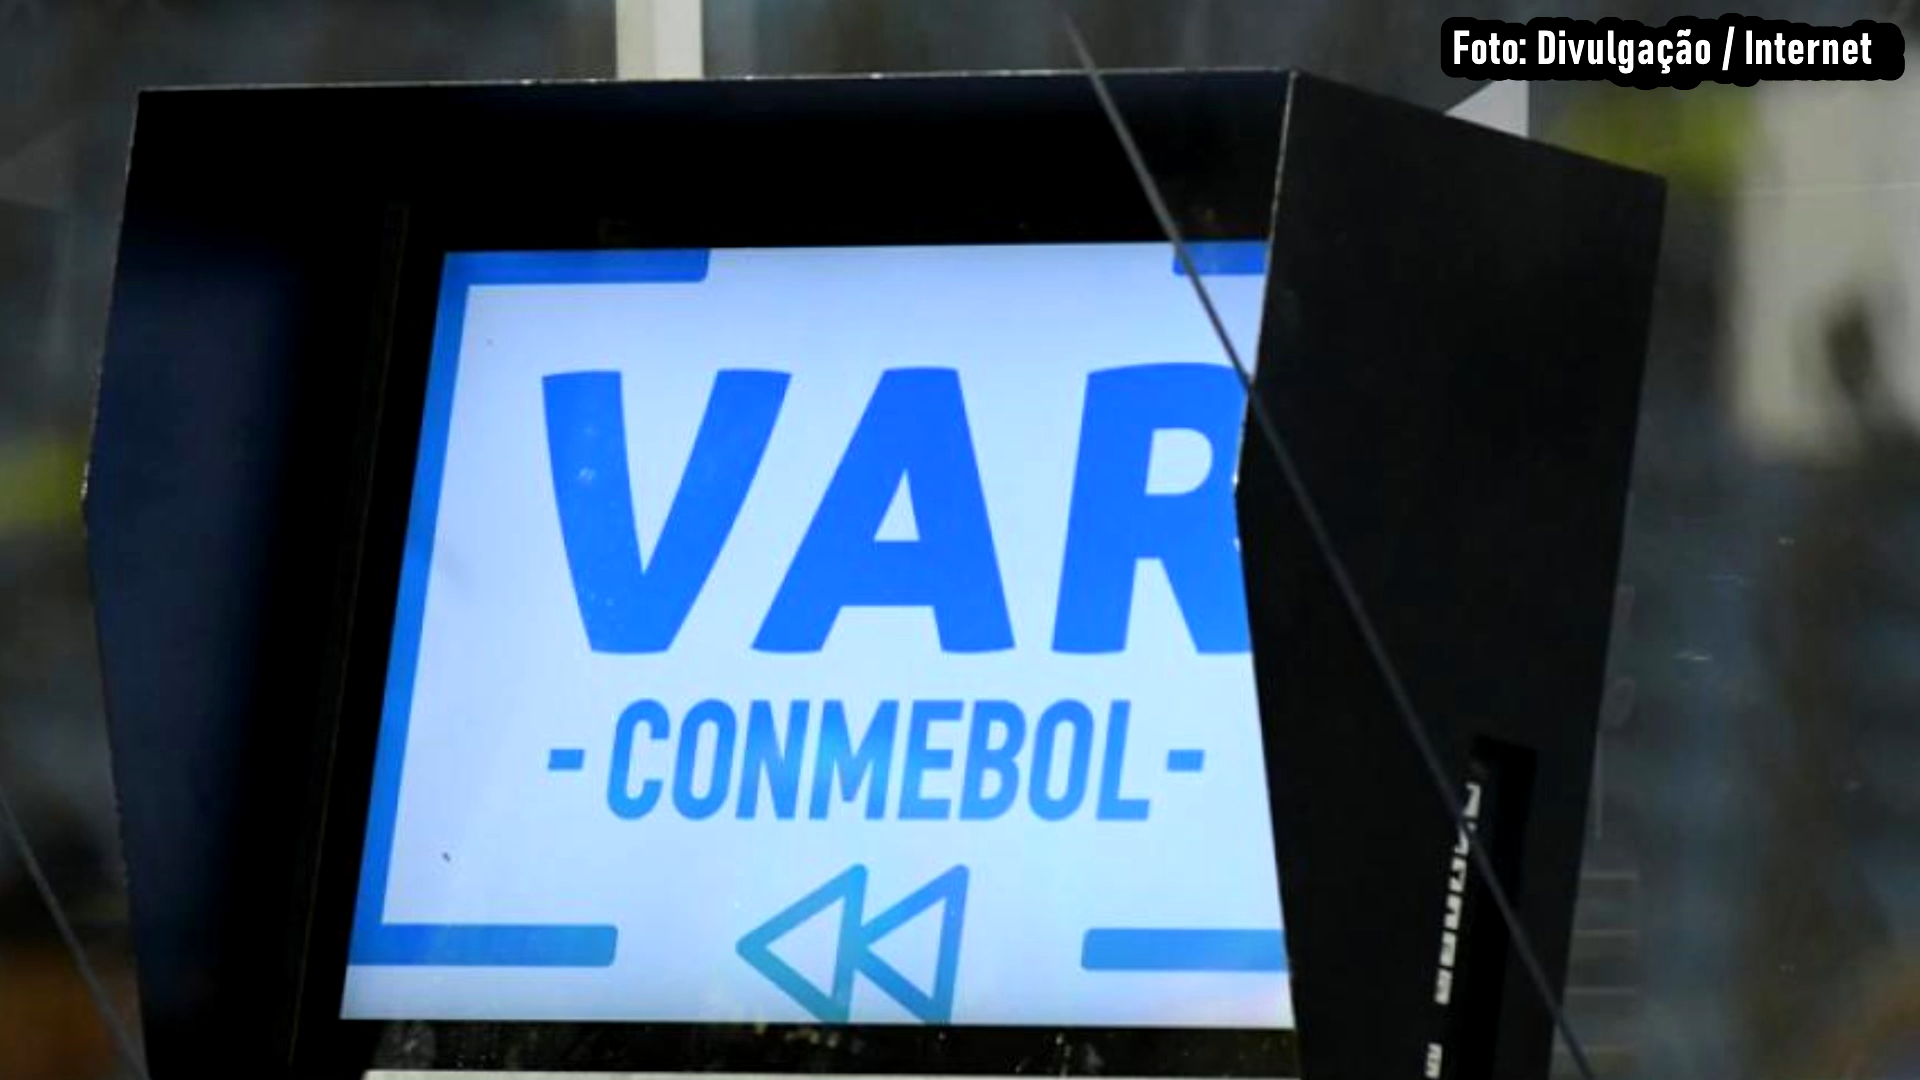 Foto: Divulgação / Internet
VAR
-CONMEBOL-